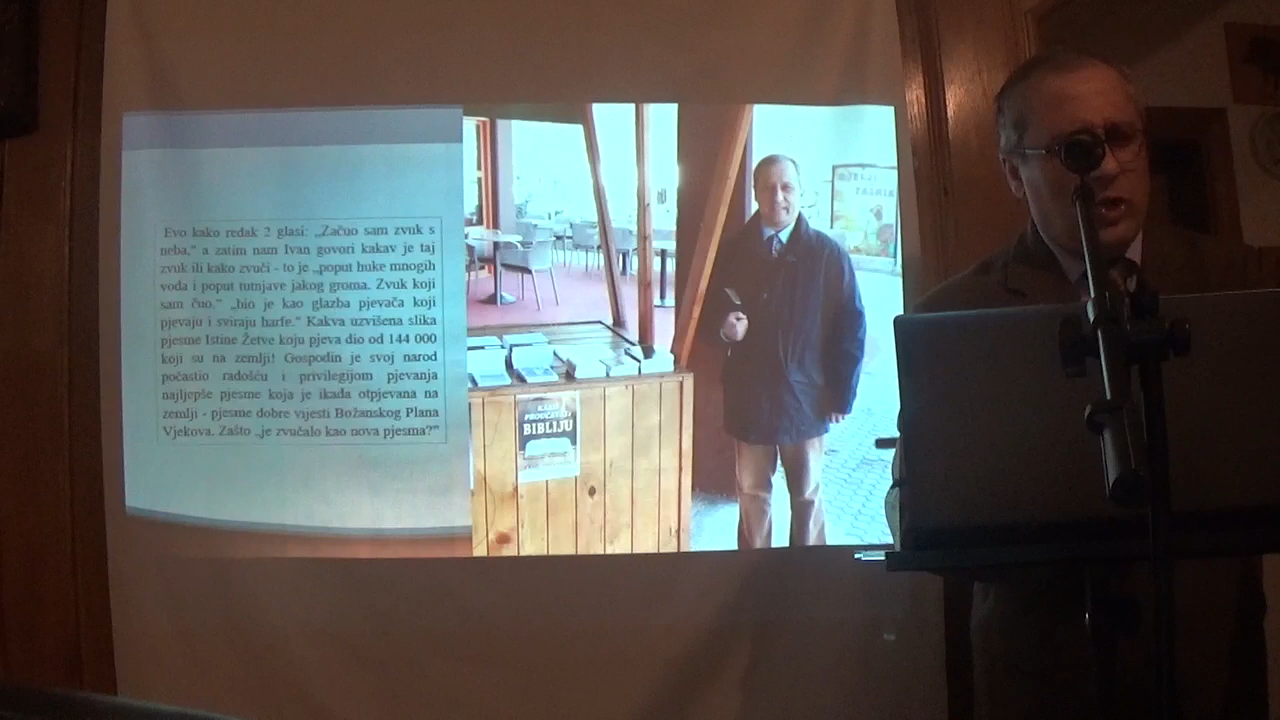 Evo kako redak 2 glasi: „Začuo sam zvuk s
neba,“ a zatim nam Ivan govori kakav je taj
zvuk ili kako zvuči - to je „poput huke mnogih
voda i poput tutnjave jakog groma. Zvuk koji
sam čuo.“ „bio je kao glazba pjevača koji
pjevaju i sviraju harfe.“ Kakva uzvišena slika
pjesme Istine Žetve koju pjeva dio od 144 000
koji su na zemlji! Gospodin je svoj narod
počastio radošću i privilegijom pjevanja
najljepše pjesme koja je ikada otpjevana na
zemlji - pjesme dobre vijesti Božanskog Plana
Vjekova. Zašto „je zvučalo kao nova pjesma?”
KAKO
PROUČAVATI
BIBLIJU